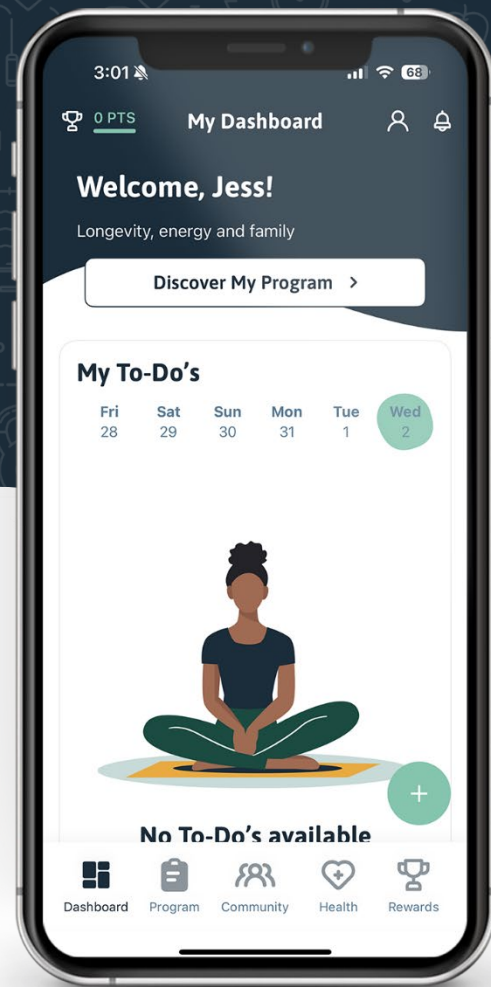 3:01
68
0 PTS
My Dashboard
Welcome, Jess!
Longevity, energy and family
Discover My Program >
My To-Do's
Fri Sat Sun Mon Tue Wed
28 29 30 31 1 2
+
No To-Do's available
Dashboard Program Community Health Rewards